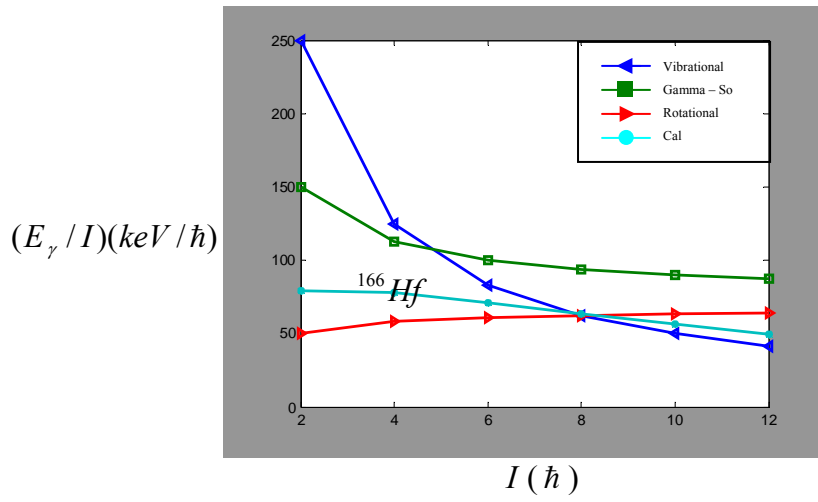 250
200
150
100
50
0
2
4
6
8
10
12
Vibrational
Gamma – So
Rotational
Cal
(E_γ / I)(keV / ħ)
¹⁶⁶Hf
I (ħ)